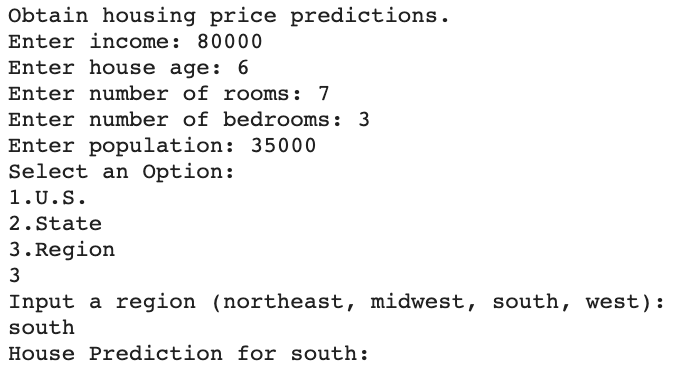 Obtain housing price predictions.
Enter income: 80000
Enter house age: 6
Enter number of rooms: 7
Enter number of bedrooms: 3
Enter population: 35000
Select an Option:
1.U.S.
2.State
3.Region
3
Input a region (northeast, midwest, south, west):
south
House Prediction for south: